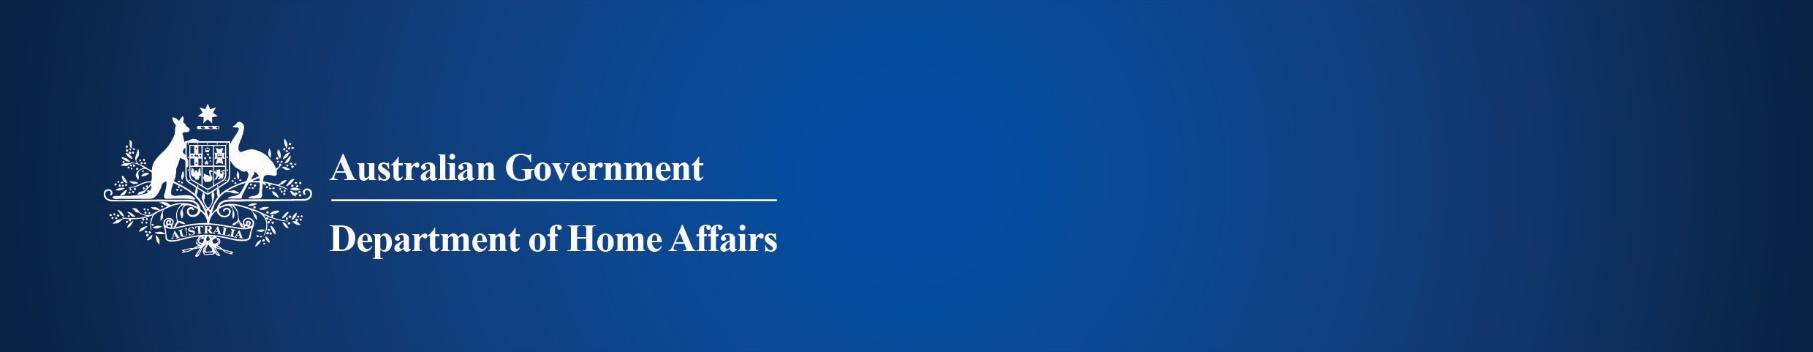 AUSTRALIA
Australian Government
Department of Home Affairs